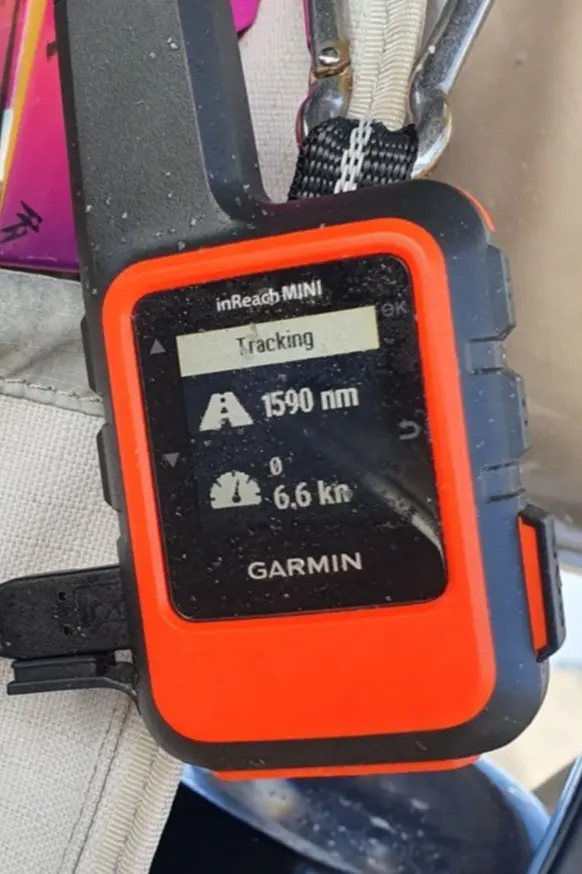 inReach MINI
OK
Tracking
1590 nm
Ø
6.6 kn
GARMIN